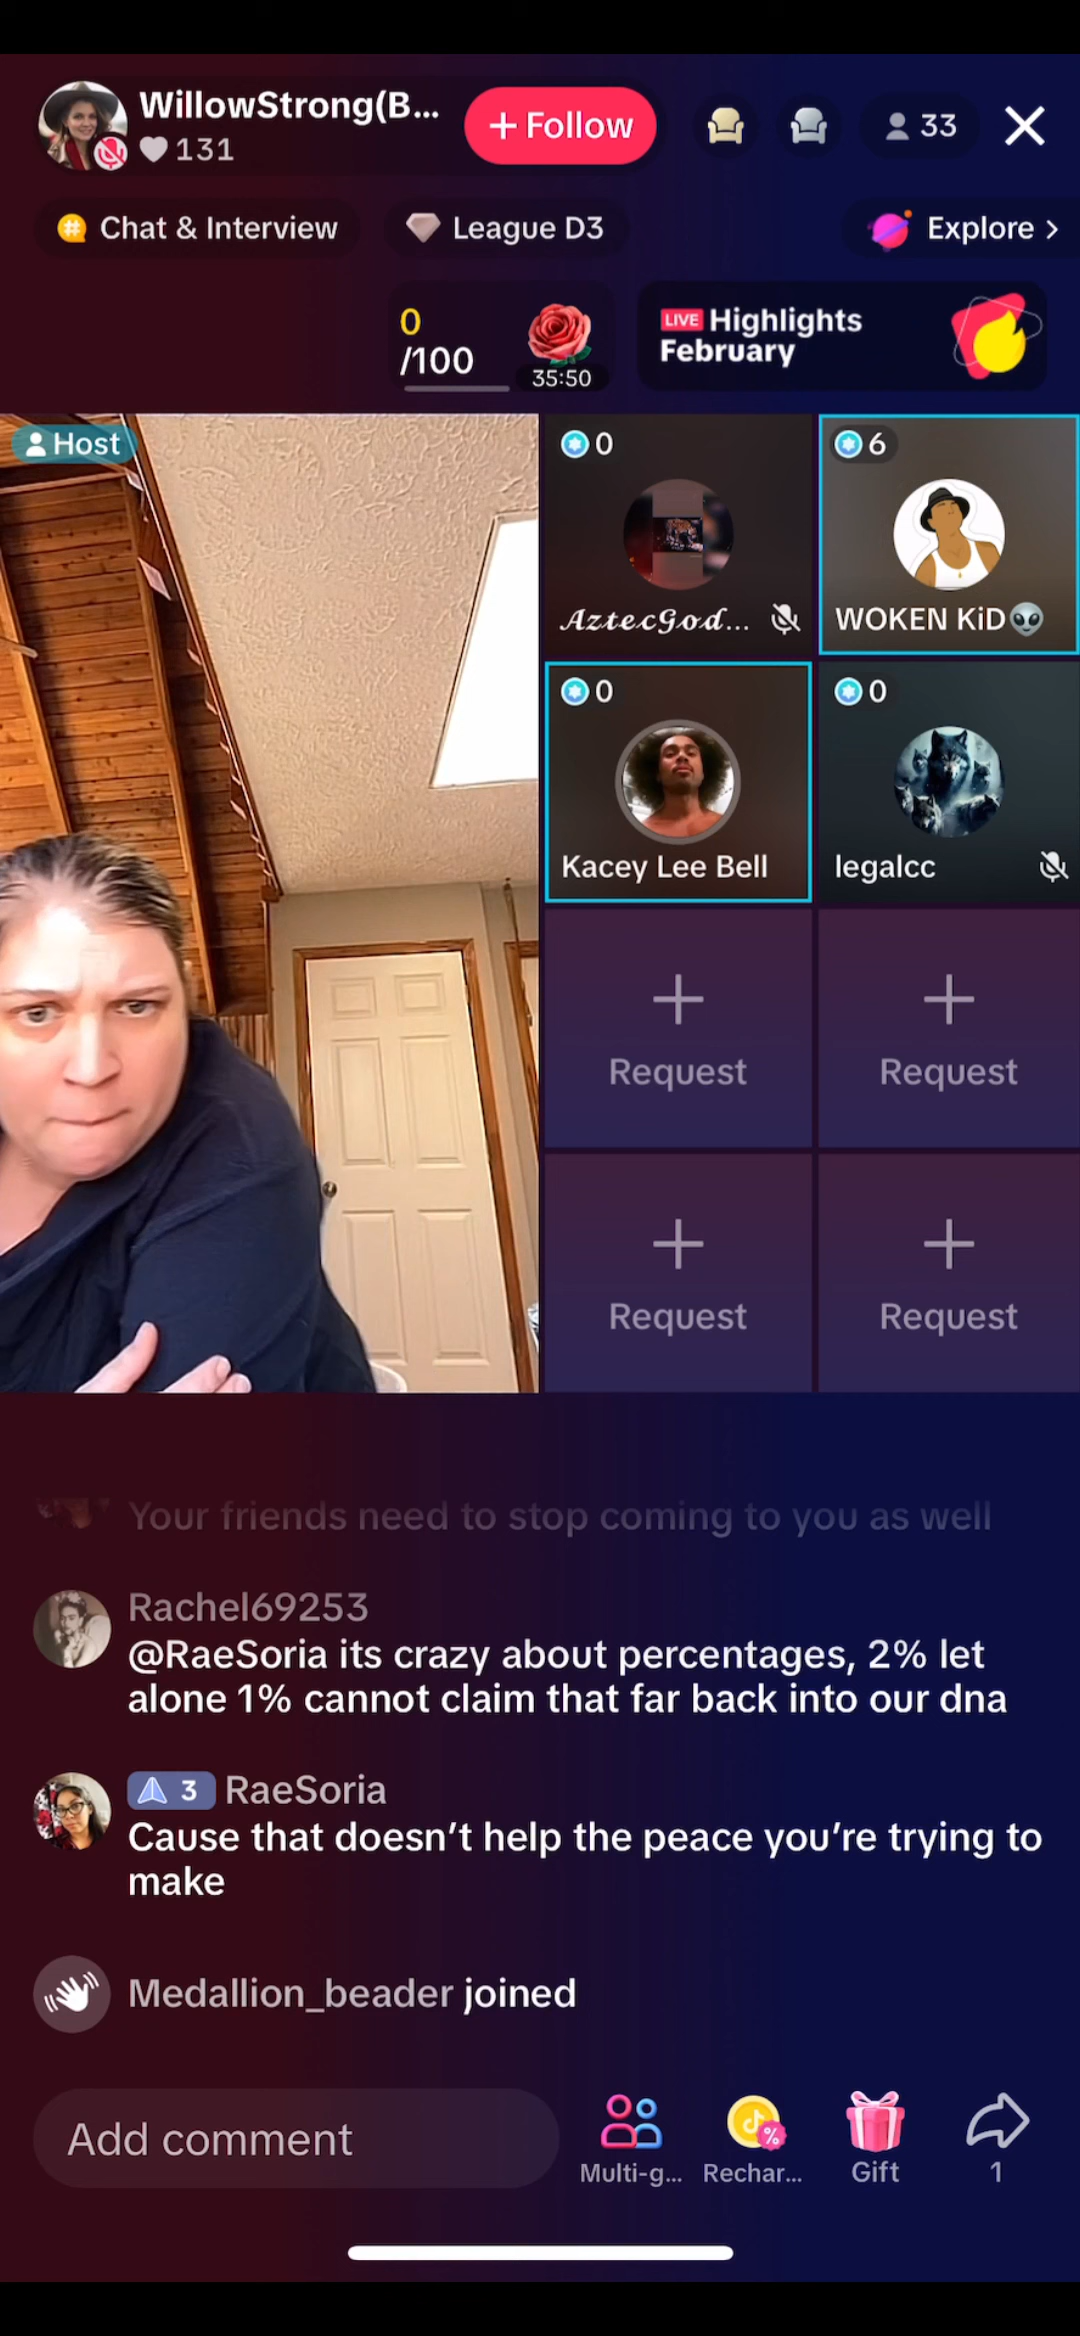 WillowStrong(B...
131
+ Follow
33
Chat & Interview
League D3
Explore >
0
/100
35:50
LIVE Highlights
February
Host
0
AztecGod...
6
WOKEN KiD👽
0
Kacey Lee Bell
0
legalcc
Request
Request
Request
Request
Your friends need to stop coming to you as well
Rachel69253
@RaeSoria its crazy about percentages, 2% let
alone 1% cannot claim that far back into our dna
3 RaeSoria
Cause that doesn’t help the peace you’re trying to
make
Medallion_beader joined
Add comment
Multi-g...
Rechar...
Gift
1